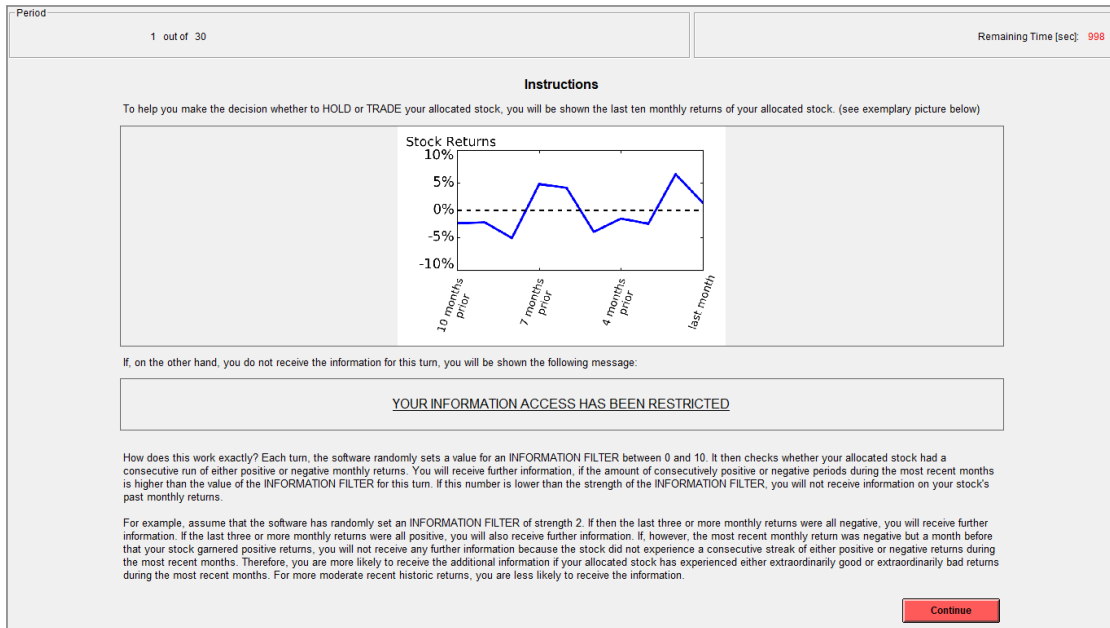 Period
1 out of 30
Remaining Time [sec]: 998
Instructions
To help you make the decision whether to HOLD or TRADE your allocated stock, you will be shown the last ten monthly returns of your allocated stock. (see exemplary picture below)
Stock Returns
10%
5%
0%
-5%
-10%
10 months
prior
7 months
prior
4 months
prior
last month
If, on the other hand, you do not receive the information for this turn, you will be shown the following message:
YOUR INFORMATION ACCESS HAS BEEN RESTRICTED
How does this work exactly? Each turn, the software randomly sets a value for an INFORMATION FILTER between 0 and 10. It then checks whether your allocated stock had a
consecutive run of either positive or negative monthly returns. You will receive further information, if the amount of consecutively positive or negative periods during the most recent months
is higher than the value of the INFORMATION FILTER for this turn. If this number is lower than the strength of the INFORMATION FILTER, you will not receive information on your stock's
past monthly returns.
For example, assume that the software has randomly set an INFORMATION FILTER of strength 2. If then the last three or more monthly returns were all negative, you will receive further
information. If the last three or more monthly returns were all positive, you will also receive further information. If, however, the most recent monthly return was negative but a month before
that your stock garnered positive returns, you will not receive any further information because the stock did not experience a consecutive streak of either positive or negative returns during
the most recent months. Therefore, you are more likely to receive the additional information if your allocated stock has experienced either extraordinarily good or extraordinarily bad returns
during the most recent months. For more moderate recent historic returns, you are less likely to receive the information.
Continue